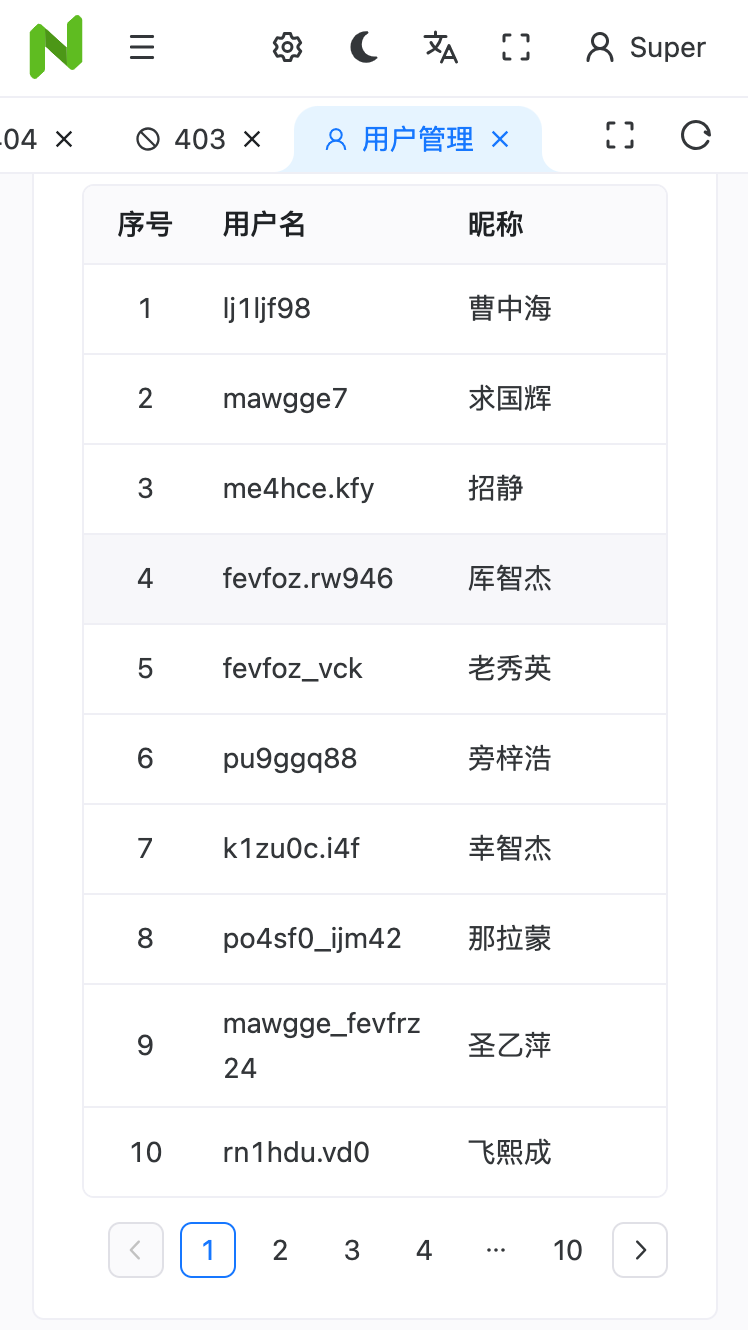 Super
04
403
用户管理
序号 用户名 昵称
1 lj1ljf98 曹中海
2 mawgge7 求国辉
3 me4hce.kfy 招静
4 fevfoz.rw946 厍智杰
5 fevfoz_vck 老秀英
6 pu9ggq88 旁梓浩
7 k1zu0c.i4f 幸智杰
8 po4sf0_ijm42 那拉蒙
9 mawgge_fevfrz
24 圣乙萍
10 rn1hdu.vd0 飞熙成
1 2 3 4 ··· 10